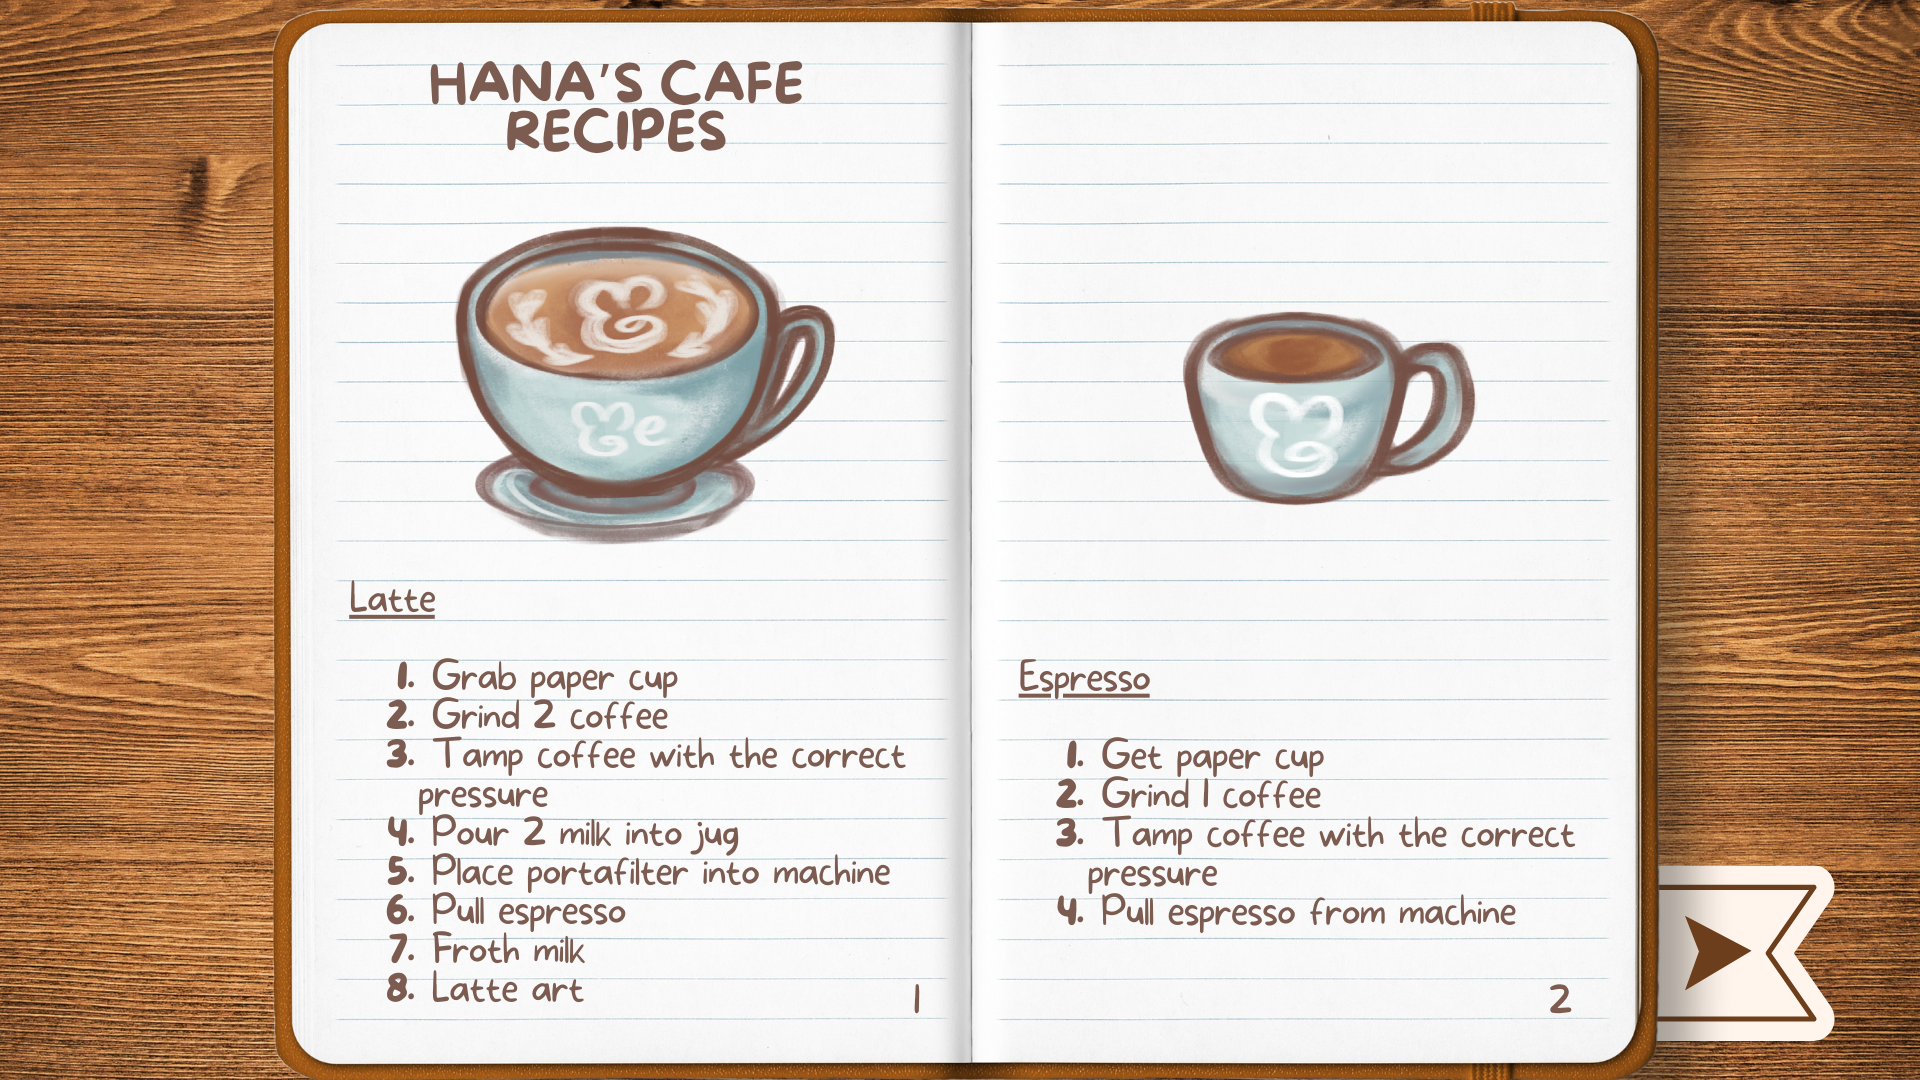 HANA'S CAFE
RECIPES
Me
Latte
1. Grab paper cup
2. Grind 2 coffee
3. Tamp coffee with the correct
pressure
4. Pour 2 milk into jug
5. Place portafilter into machine
6. Pull espresso
7. Froth milk
8. Latte art
1
Espresso
1. Get paper cup
2. Grind 1 coffee
3. Tamp coffee with the correct
pressure
4. Pull espresso from machine
2